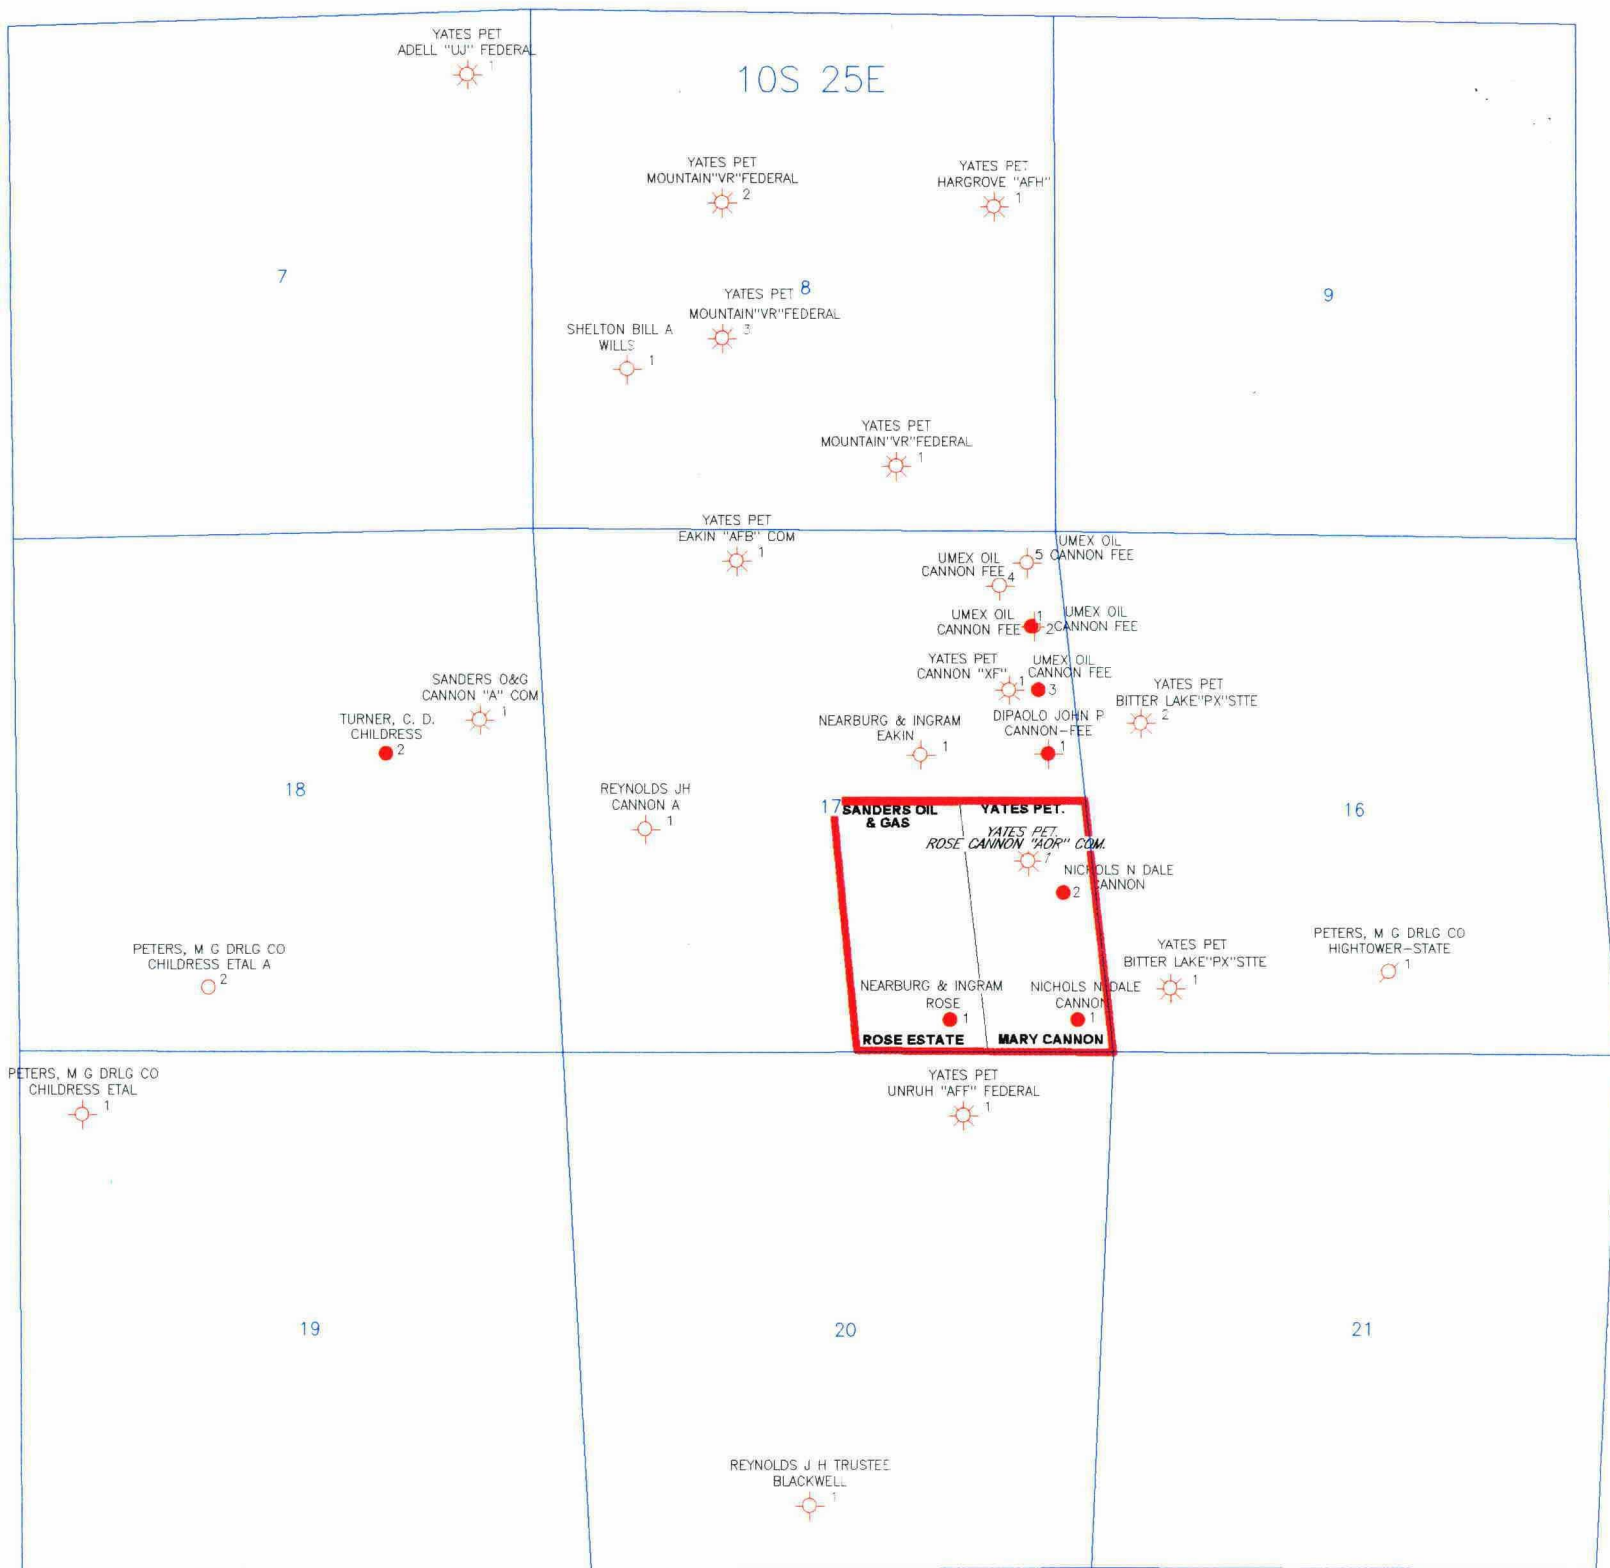 YATES PET
ADELL "UJ" FEDERAL
1
10S 25E
YATES PET
MOUNTAIN"VR"FEDERAL
2
YATES PET
HARGROVE "AFH"
1
7
8
9
YATES PET
MOUNTAIN"VR"FEDERAL
3
SHELTON BILL A
WILLS
1
YATES PET
MOUNTAIN"VR"FEDERAL
1
YATES PET
EAKIN "AFB" COM
1
UMEX OIL
5 CANNON FEE
UMEX OIL
CANNON FEE 4
UMEX OIL
CANNON FEE
1
2
UMEX OIL
CANNON FEE
YATES PET
CANNON "XF"
1
UMEX OIL
CANNON FEE
3
SANDERS O&G
CANNON "A" COM
1
TURNER, C. D.
CHILDRESS
2
NEARBURG & INGRAM
EAKIN
1
DIPAOLO JOHN P
CANNON-FEE
1
YATES PET
BITTER LAKE"PX"STTE
2
18
REYNOLDS JH
CANNON A
1
17
16
SANDERS OIL
& GAS
YATES PET.
YATES PET.
ROSE CANNON "AOR" COM.
1
NICHOLS N DALE
CANNON
2
PETERS, M G DRLG CO
CHILDRESS ETAL A
2
NEARBURG & INGRAM
ROSE
1
NICHOLS N DALE
CANNON
1
YATES PET
BITTER LAKE"PX"STTE
1
PETERS, M G DRLG CO
HIGHTOWER-STATE
1
ROSE ESTATE
MARY CANNON
PETERS, M G DRLG CO
CHILDRESS ETAL
1
YATES PET
UNRUH "AFF" FEDERAL
1
19
20
21
REYNOLDS J H TRUSTEE
BLACKWELL
1